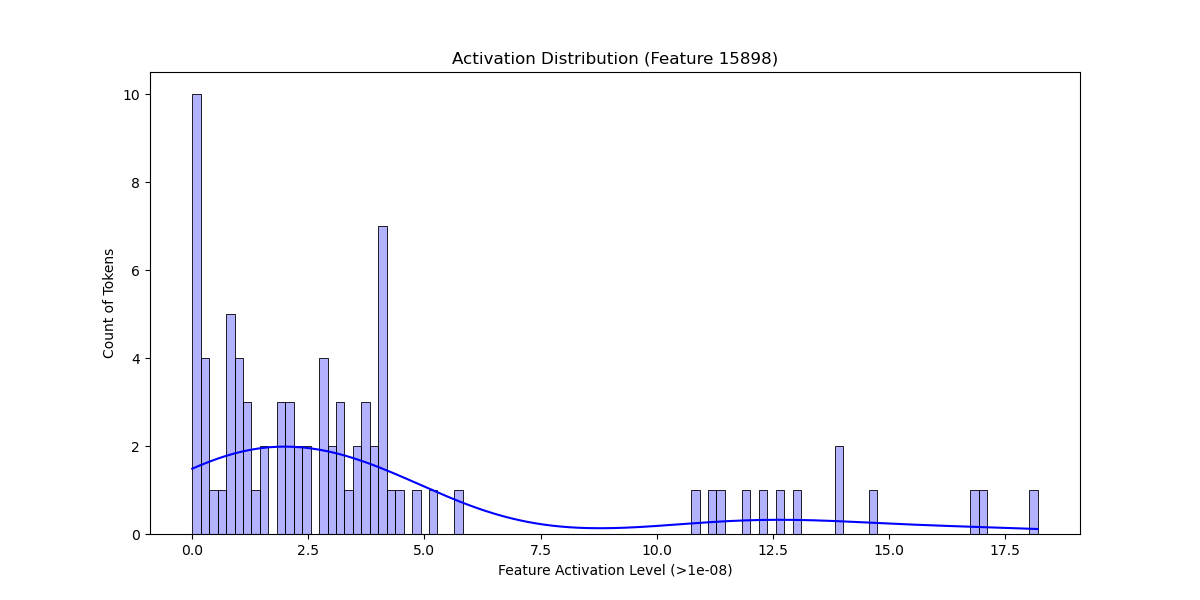 Activation Distribution (Feature 15898)
10
8
6
4
2
0
Count of Tokens
0.0 2.5 5.0 7.5 10.0 12.5 15.0 17.5
Feature Activation Level (>1e-08)